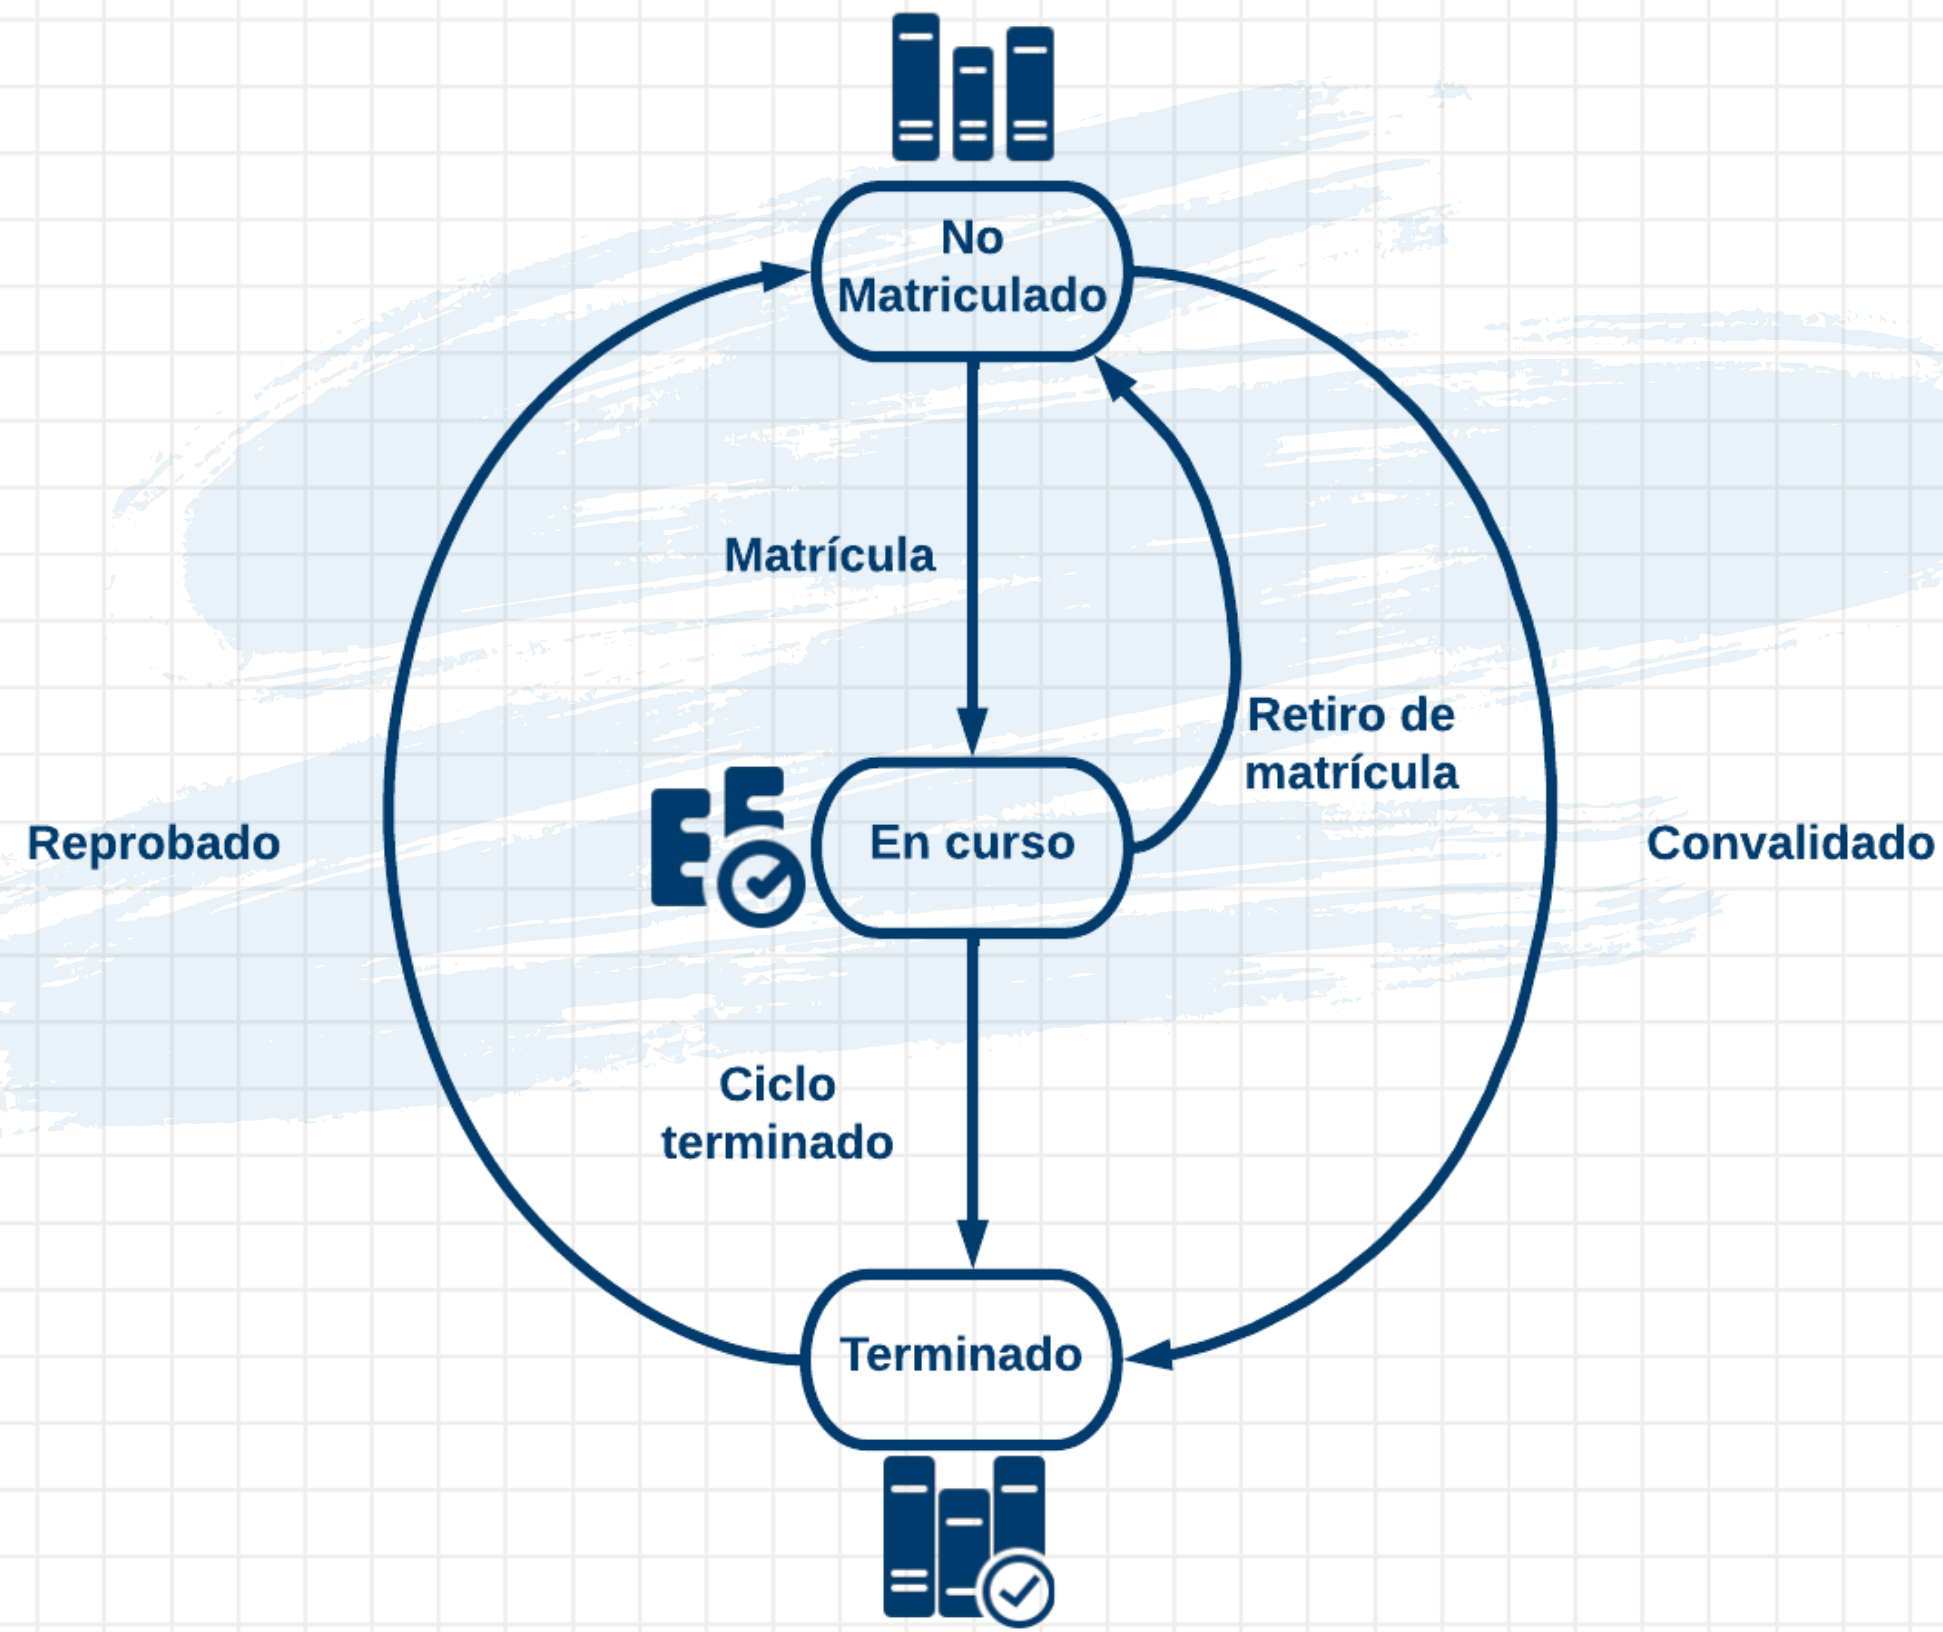 No
Matriculado
Matrícula
Retiro de
matrícula
Reprobado
En curso
Convalidado
Ciclo
terminado
Terminado